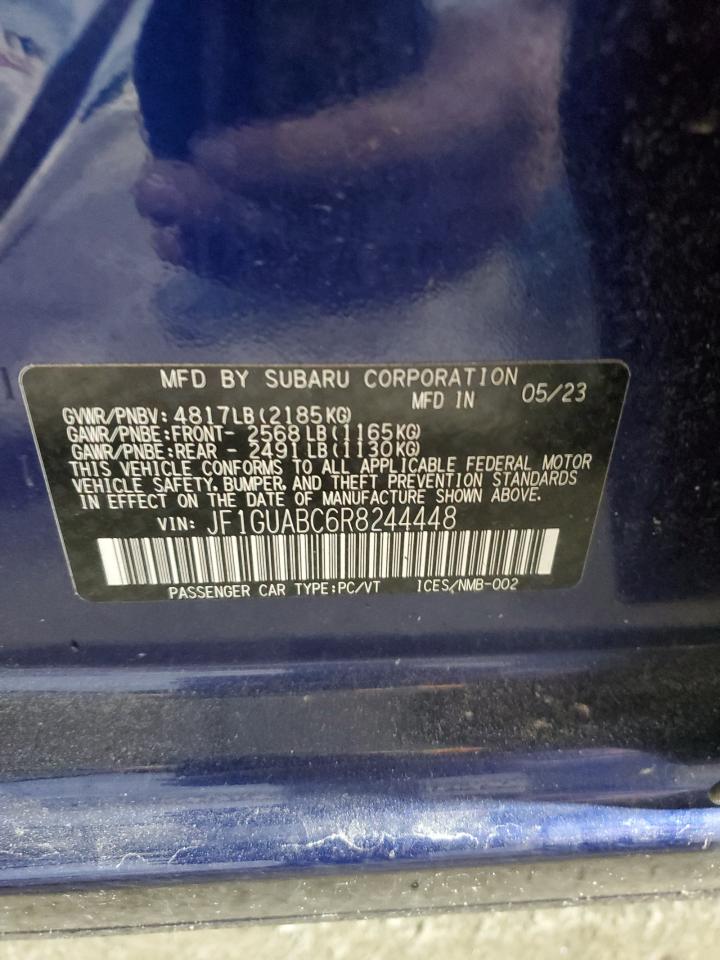 MFD BY SUBARU CORPORATION
MFD IN 05/23
GVWR/PNBV: 4817LB(2185KG)
GAWR/PNBE:FRONT- 2568LB(1165KG)
GAWR/PNBE:REAR - 2491LB(1130KG)
THIS VEHICLE CONFORMS TO ALL APPLICABLE FEDERAL MOTOR
VEHICLE SAFETY, BUMPER, AND THEFT PREVENTION STANDARDS
IN EFFECT ON THE DATE OF MANUFACTURE SHOWN ABOVE.
VIN: JF1GUABC6R8244448
PASSENGER CAR TYPE:PC/VT ICES/NMB-002